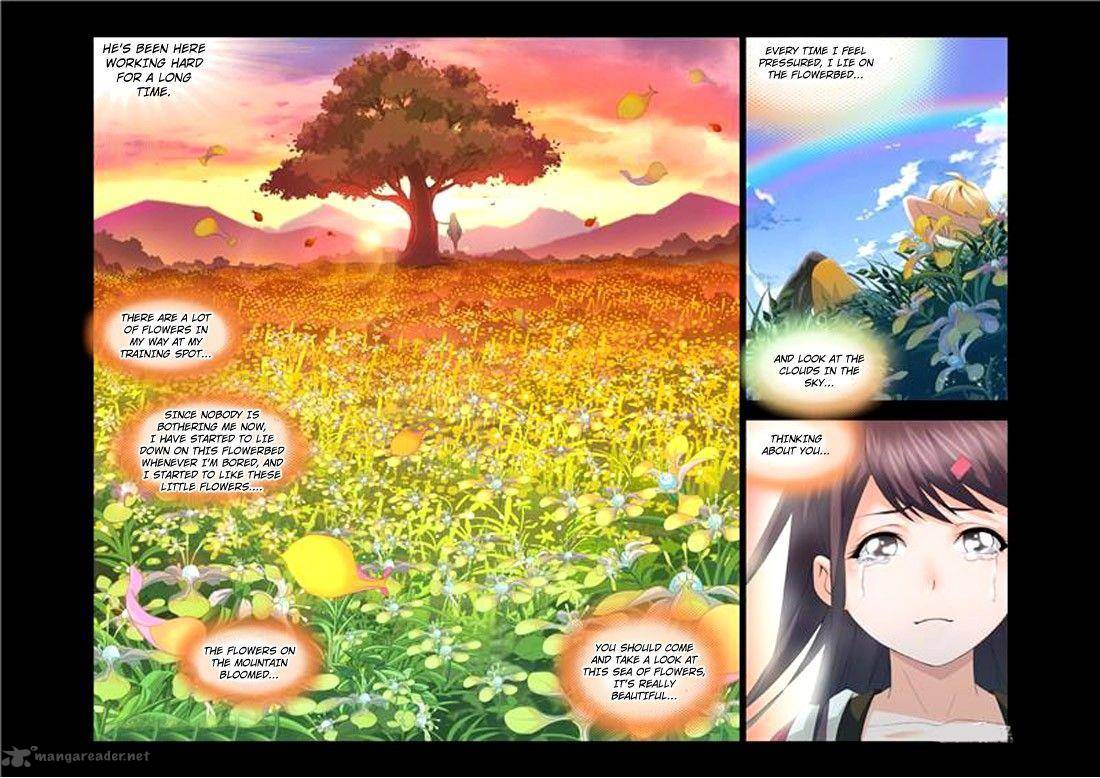 HE'S BEEN HERE
WORKING HARD
FOR A LONG
TIME.
THERE ARE A LOT
OF FLOWERS IN
MY WAY AT MY
TRAINING SPOT...
SINCE NOBODY IS
BOTHERING ME NOW,
I HAVE STARTED TO LIE
DOWN ON THIS FLOWERBED
WHENEVER I'M BORED, AND
I STARTED TO LIKE THESE
LITTLE FLOWERS....
THE FLOWERS ON
THE MOUNTAIN
BLOOMED...
YOU SHOULD COME
AND TAKE A LOOK AT
THIS SEA OF FLOWERS,
IT'S REALLY
BEAUTIFUL...
EVERY TIME I FEEL
PRESSURED, I LIE ON
THE FLOWERBED...
AND LOOK AT THE
CLOUDS IN THE
SKY...
THINKING
ABOUT YOU...
mangareader.net